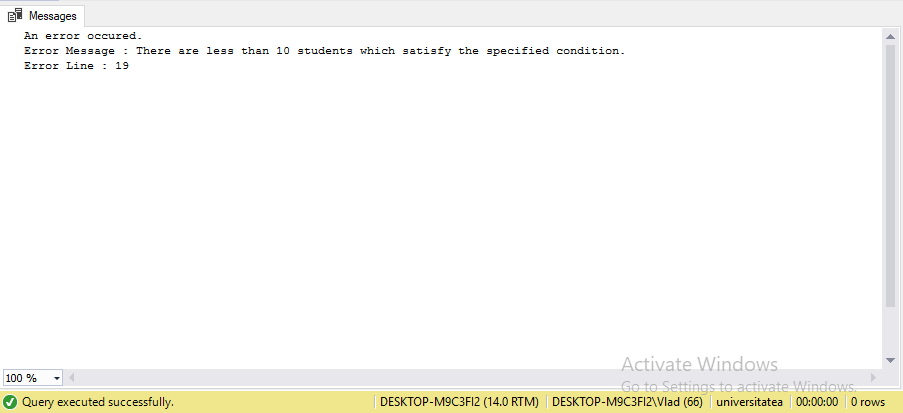 Messages
An error occured.
Error Message : There are less than 10 students which satisfy the specified condition.
Error Line : 19
Activate Windows
100 %
Go to Settings to activate Windows.
Query executed successfully.
DESKTOP-M9C3FI2 (14.0 RTM)
DESKTOP-M9C3FI2\Vlad (66)
universitatea
00:00:00
0 rows